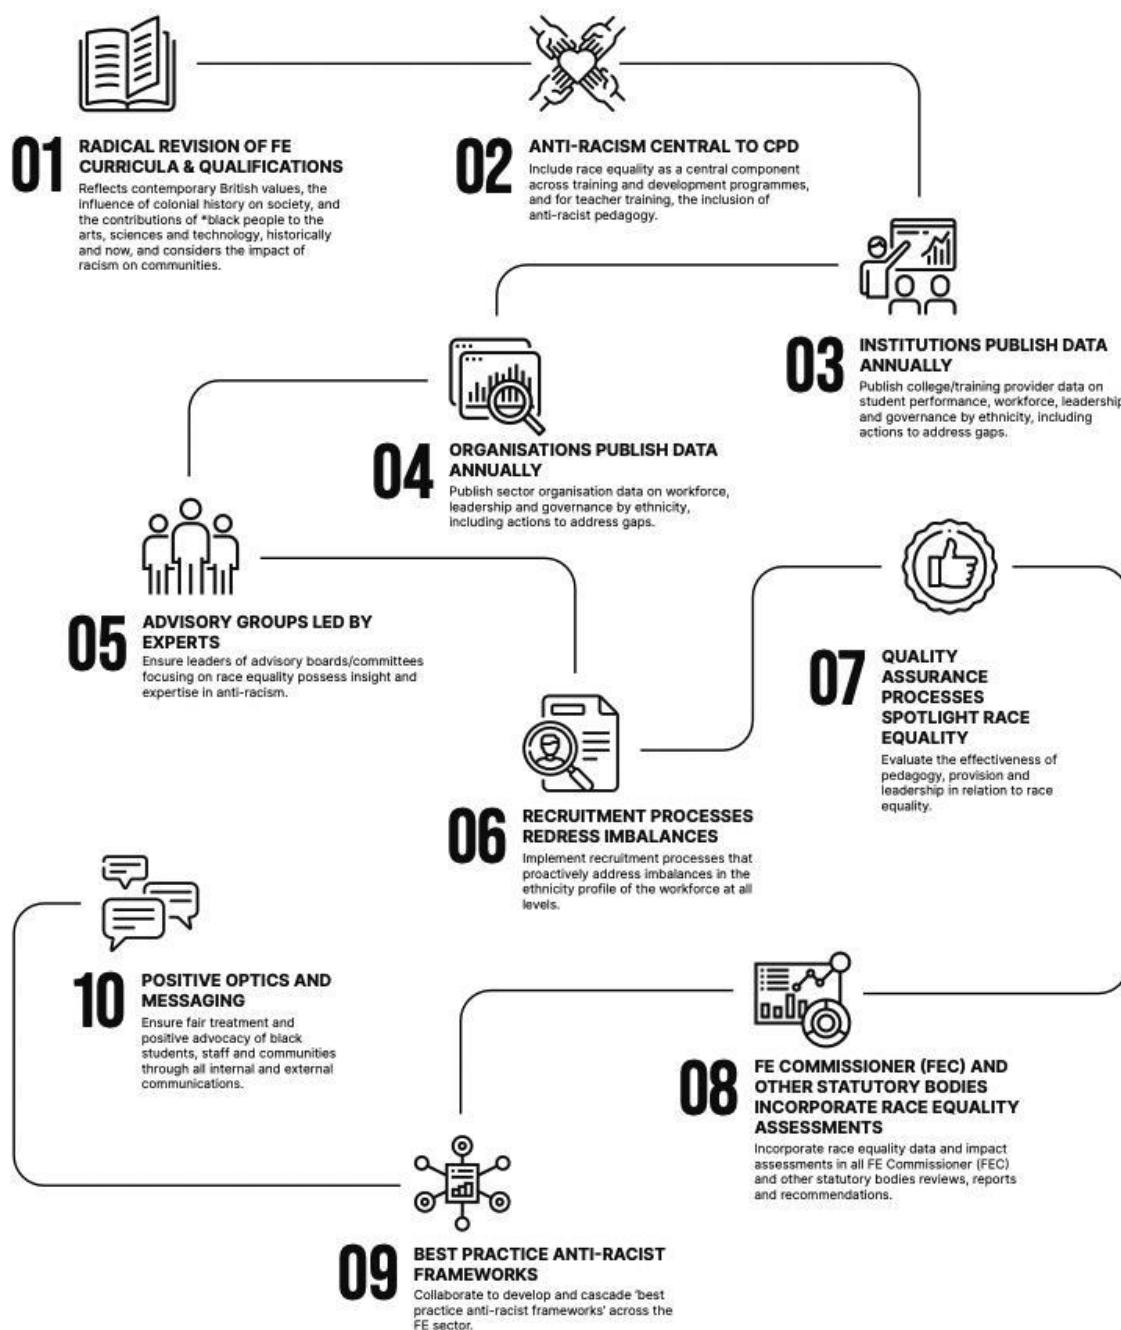 01
RADICAL REVISION OF FE
CURRICULA & QUALIFICATIONS
Reflects contemporary British values, the
influence of colonial history on society, and
the contributions of *black people to the
arts, sciences and technology, historically
and now, and considers the impact of
racism on communities.
02
ANTI-RACISM CENTRAL TO CPD
Include race equality as a central component
across training and development programmes,
and for teacher training, the inclusion of
anti-racist pedagogy.
03
INSTITUTIONS PUBLISH DATA
ANNUALLY
Publish college/training provider data on
student performance, workforce, leadership
and governance by ethnicity, including
actions to address gaps.
04
ORGANISATIONS PUBLISH DATA
ANNUALLY
Publish sector organisation data on workforce,
leadership and governance by ethnicity,
including actions to address gaps.
05
ADVISORY GROUPS LED BY
EXPERTS
Ensure leaders of advisory boards/committees
focusing on race equality possess insight and
expertise in anti-racism.
06
RECRUITMENT PROCESSES
REDRESS IMBALANCES
Implement recruitment processes that
proactively address imbalances in the
ethnicity profile of the workforce at all
levels.
07
QUALITY
ASSURANCE
PROCESSES
SPOTLIGHT RACE
EQUALITY
Evaluate the effectiveness of
pedagogy, provision and
leadership in relation to race
equality.
08
FE COMMISSIONER (FEC) AND
OTHER STATUTORY BODIES
INCORPORATE RACE EQUALITY
ASSESSMENTS
Incorporate race equality data and impact
assessments in all FE Commissioner (FEC)
and other statutory bodies reviews, reports
and recommendations.
09
BEST PRACTICE ANTI-RACIST
FRAMEWORKS
Collaborate to develop and cascade 'best
practice anti-racist frameworks' across the
FE sector.
10
POSITIVE OPTICS AND
MESSAGING
Ensure fair treatment and
positive advocacy of black
students, staff and communities
through all internal and external
communications.